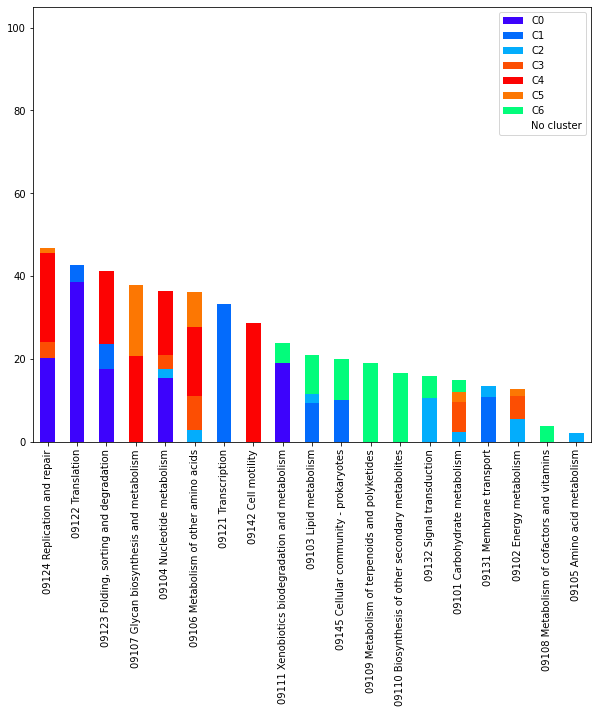 100
80
60
40
20
0
C0
C1
C2
C3
C4
C5
C6
No cluster
09124 Replication and repair
09122 Translation
09123 Folding, sorting and degradation
09107 Glycan biosynthesis and metabolism
09104 Nucleotide metabolism
09106 Metabolism of other amino acids
09121 Transcription
09142 Cell motility
09111 Xenobiotics biodegradation and metabolism
09103 Lipid metabolism
09145 Cellular community - prokaryotes
09109 Metabolism of terpenoids and polyketides
09110 Biosynthesis of other secondary metabolites
09132 Signal transduction
09101 Carbohydrate metabolism
09131 Membrane transport
09102 Energy metabolism
09108 Metabolism of cofactors and vitamins
09105 Amino acid metabolism